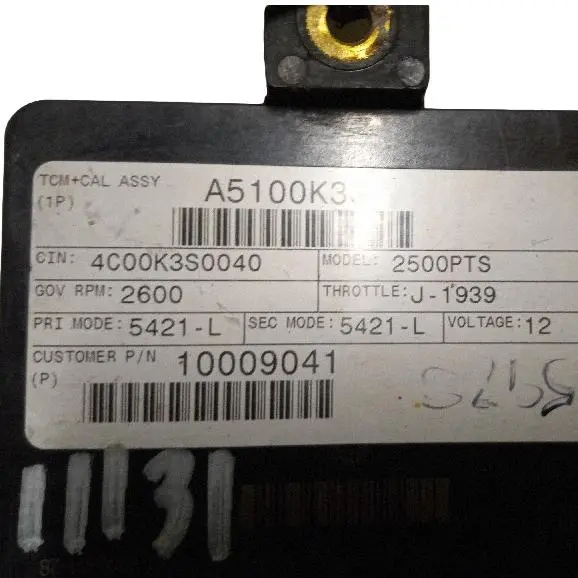 TCM+CAL ASSY A5100K3
(1P)
CIN: 4C00K3S0040 MODEL: 2500PTS
GOV RPM: 2600 THROTTLE: J-1939
PRI MODE: 5421-L SEC MODE: 5421-L VOLTAGE: 12
CUSTOMER P/N 10009041
(P)
11131